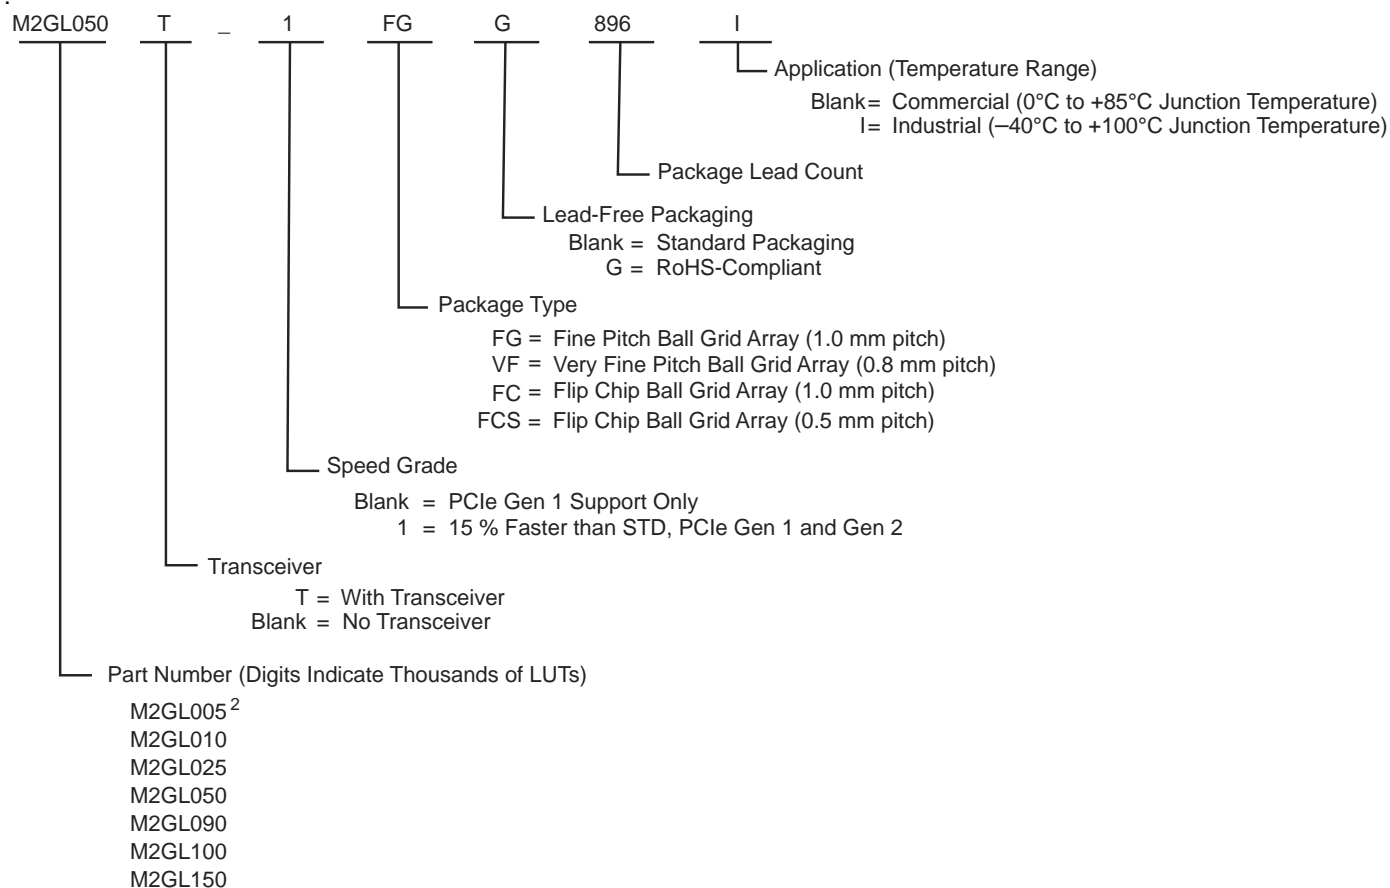 .
M2GL050 T _ 1 FG G 896 I
Application (Temperature Range)
Blank= Commercial (0°C to +85°C Junction Temperature)
I= Industrial (–40°C to +100°C Junction Temperature)
Package Lead Count
Lead-Free Packaging
Blank = Standard Packaging
G = RoHS-Compliant
Package Type
FG = Fine Pitch Ball Grid Array (1.0 mm pitch)
VF = Very Fine Pitch Ball Grid Array (0.8 mm pitch)
FC = Flip Chip Ball Grid Array (1.0 mm pitch)
FCS = Flip Chip Ball Grid Array (0.5 mm pitch)
Speed Grade
Blank = PCIe Gen 1 Support Only
1 = 15 % Faster than STD, PCIe Gen 1 and Gen 2
Transceiver
T = With Transceiver
Blank = No Transceiver
Part Number (Digits Indicate Thousands of LUTs)
M2GL005 2
M2GL010
M2GL025
M2GL050
M2GL090
M2GL100
M2GL150